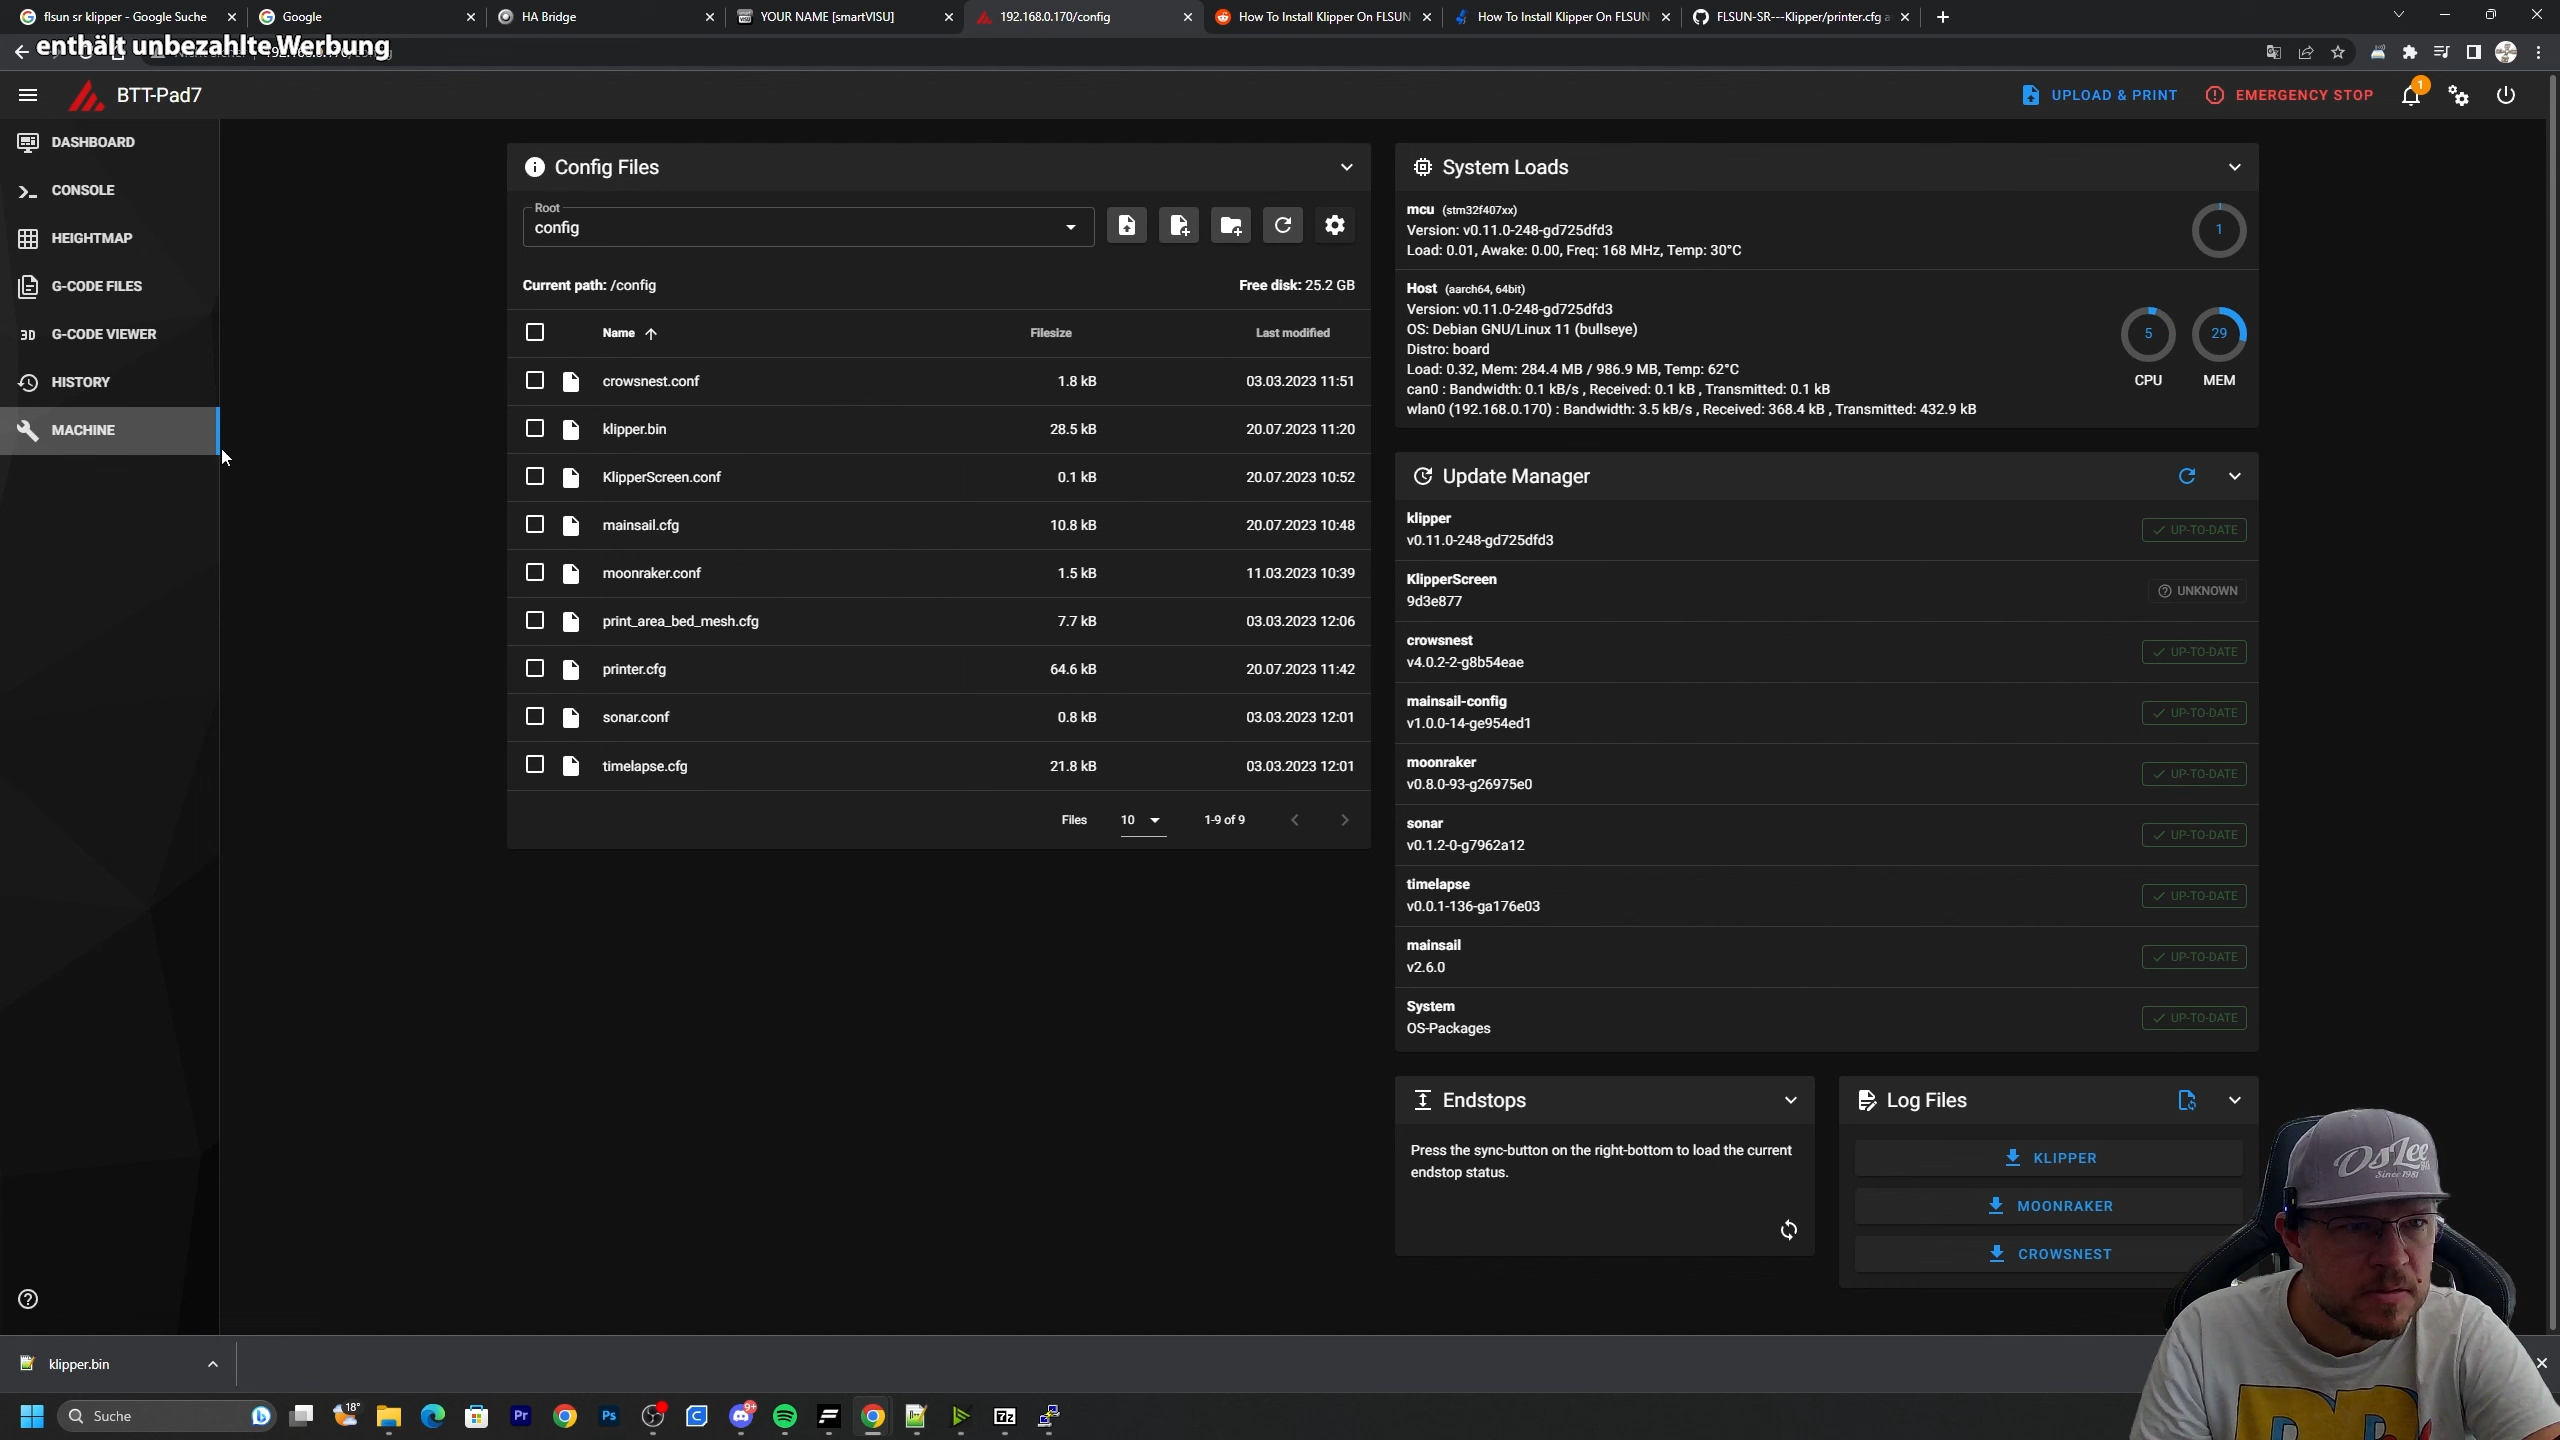 flsun sr klipper - Google Suche
Google
HA Bridge
YOUR NAME [smartVISU]
192.168.0.170/config
How To Install Klipper On FLSUN
How To Install Klipper On FLSUN
FLSUN-SR---Klipper/printer.cfg a
enthält unbezahlte Werbung
BTT-Pad7
UPLOAD & PRINT
EMERGENCY STOP
1
DASHBOARD
CONSOLE
HEIGHTMAP
G-CODE FILES
3D G-CODE VIEWER
HISTORY
MACHINE
Config Files
Root
config
Current path: /config
Free disk: 25.2 GB
Name
Filesize
Last modified
crowsnest.conf 1.8 kB 03.03.2023 11:51
klipper.bin 28.5 kB 20.07.2023 11:20
KlipperScreen.conf 0.1 kB 20.07.2023 10:52
mainsail.cfg 10.8 kB 20.07.2023 10:48
moonraker.conf 1.5 kB 11.03.2023 10:39
print_area_bed_mesh.cfg 7.7 kB 03.03.2023 12:06
printer.cfg 64.6 kB 20.07.2023 11:42
sonar.conf 0.8 kB 03.03.2023 12:01
timelapse.cfg 21.8 kB 03.03.2023 12:01
Files 10 1-9 of 9
System Loads
mcu (stm32f407xx)
Version: v0.11.0-248-gd725dfd3
Load: 0.01, Awake: 0.00, Freq: 168 MHz, Temp: 30°C
1
Host (aarch64, 64bit)
Version: v0.11.0-248-gd725dfd3
OS: Debian GNU/Linux 11 (bullseye)
Distro: board
Load: 0.32, Mem: 284.4 MB / 986.9 MB, Temp: 62°C
can0 : Bandwidth: 0.1 kB/s , Received: 0.1 kB , Transmitted: 0.1 kB
wlan0 (192.168.0.170) : Bandwidth: 3.5 kB/s , Received: 368.4 kB , Transmitted: 432.9 kB
5 29
CPU MEM
Update Manager
klipper
v0.11.0-248-gd725dfd3
UP-TO-DATE
KlipperScreen
9d3e877
UNKNOWN
crowsnest
v4.0.2-2-g8b54eae
UP-TO-DATE
mainsail-config
v1.0.0-14-ge954ed1
UP-TO-DATE
moonraker
v0.8.0-93-g26975e0
UP-TO-DATE
sonar
v0.1.2-0-g7962a12
UP-TO-DATE
timelapse
v0.0.1-136-ga176e03
UP-TO-DATE
mainsail
v2.6.0
UP-TO-DATE
System
OS-Packages
UP-TO-DATE
Endstops
Press the sync-button on the right-bottom to load the current
endstop status.
Log Files
KLIPPER
MOONRAKER
CROWSNEST
OsLee
Since 1981
klipper.bin
Suche
18°
Pr
Ps
9+
7z